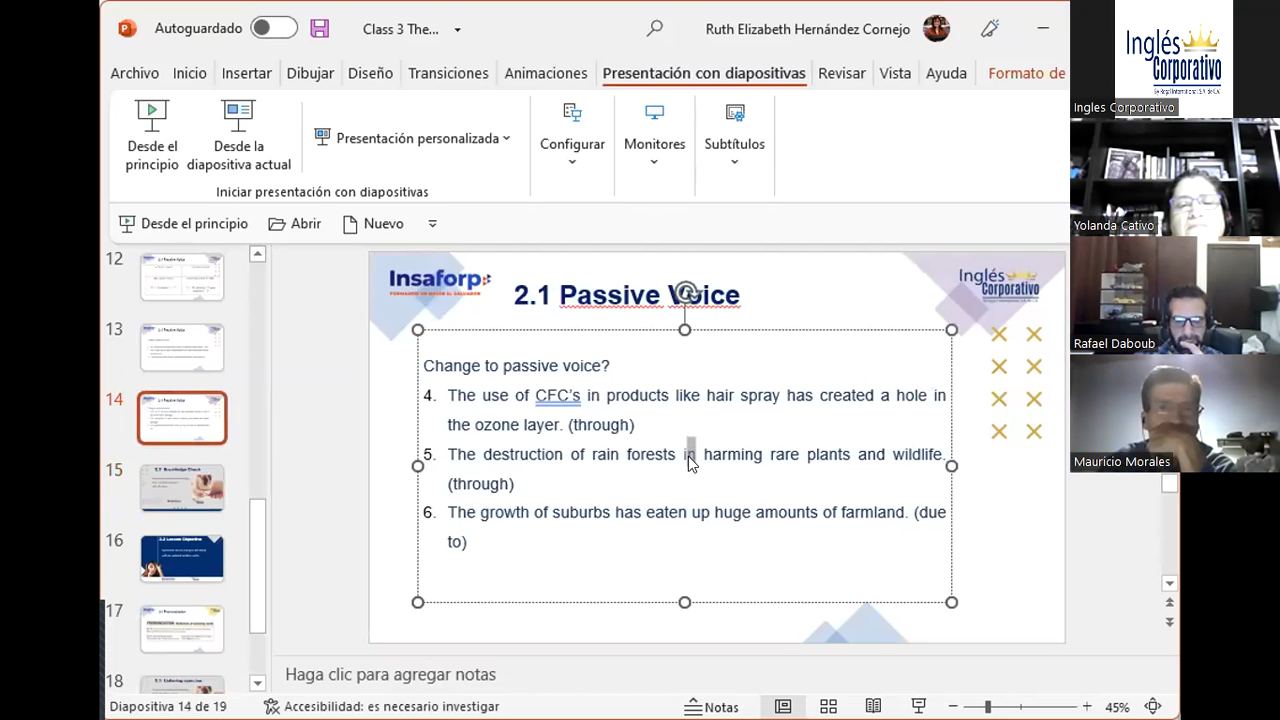 Autoguardado
Class 3 The...
Ruth Elizabeth Hernández Cornejo
Archivo Inicio Insertar Dibujar Diseño Transiciones Animaciones Presentación con diapositivas Revisar Vista Ayuda Formato de
Desde el principio
Desde la diapositiva actual
Presentación personalizada
Configurar
Monitores
Subtítulos
Iniciar presentación con diapositivas
Desde el principio Abrir Nuevo
12
13
14
15
16
17
18
Insaforp
Inglés Corporativo
2.1 Passive Voice
Change to passive voice?
4. The use of CFC's in products like hair spray has created a hole in
the ozone layer. (through)
5. The destruction of rain forests in harming rare plants and wildlife.
(through)
6. The growth of suburbs has eaten up huge amounts of farmland. (due
to)
Haga clic para agregar notas
Diapositiva 14 de 19 Accesibilidad: es necesario investigar Notas 45%
Inglés
Corporativo
Ingles Corporativo
Yolanda Cativo
Rafael Daboub
Mauricio Morales